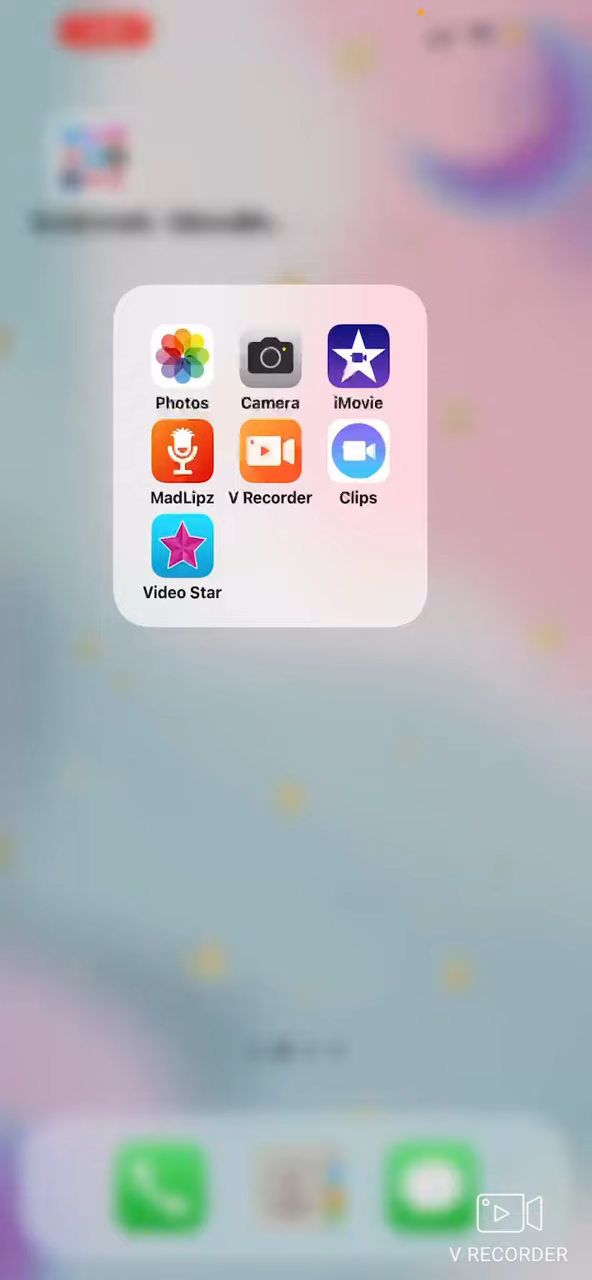 Photos Camera iMovie
MadLipz V Recorder Clips
Video Star
V RECORDER